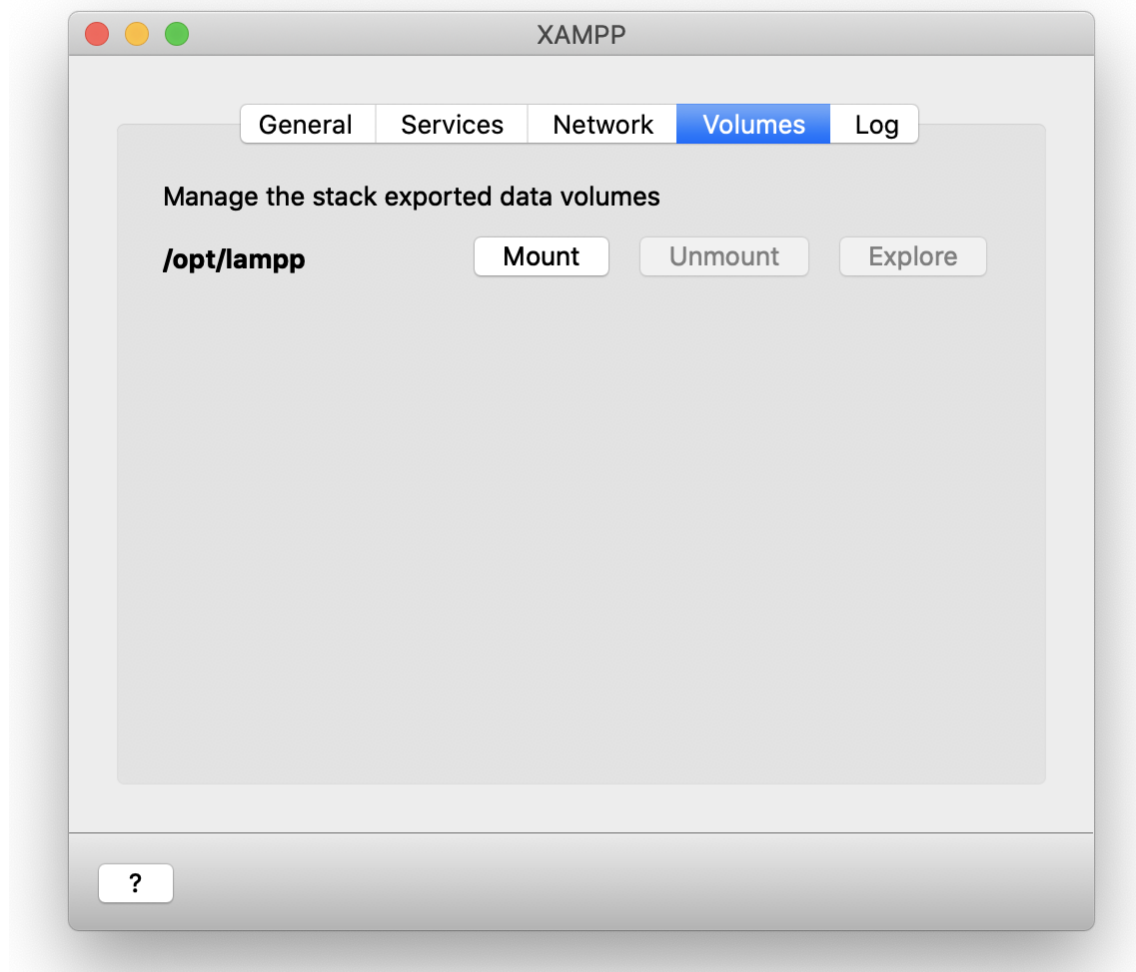 XAMPP
General Services Network Volumes Log
Manage the stack exported data volumes
/opt/lampp Mount Unmount Explore
?